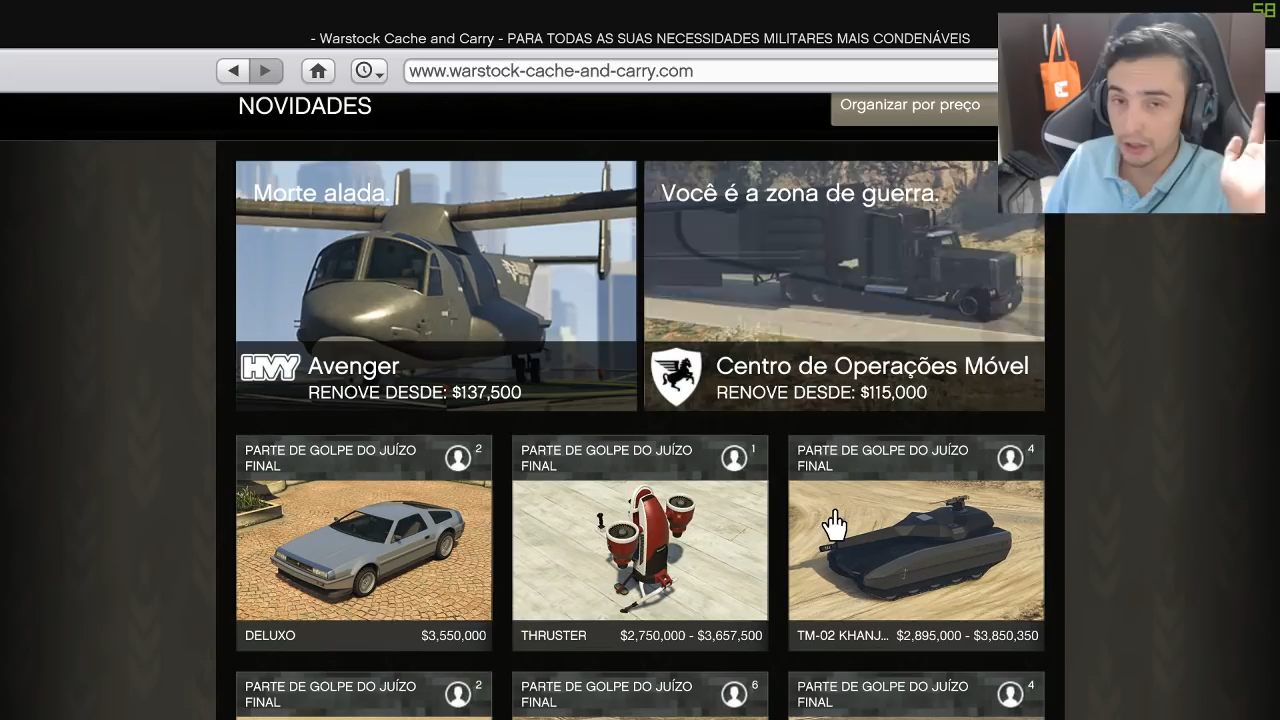 58
- Warstock Cache and Carry - PARA TODAS AS SUAS NECESSIDADES MILITARES MAIS CONDENÁVEIS
www.warstock-cache-and-carry.com
NOVIDADES
Organizar por preço
Morte alada.
Você é a zona de guerra.
HVY
Avenger
RENOVE DESDE: $137,500
Centro de Operações Móvel
RENOVE DESDE: $115,000
PARTE DE GOLPE DO JUÍZO
FINAL
2
PARTE DE GOLPE DO JUÍZO
FINAL
1
PARTE DE GOLPE DO JUÍZO
FINAL
4
DELUXO
$3,550,000
THRUSTER
$2,750,000 - $3,657,500
TM-02 KHANJ...
$2,895,000 - $3,850,350
PARTE DE GOLPE DO JUÍZO
FINAL
2
PARTE DE GOLPE DO JUÍZO
FINAL
6
PARTE DE GOLPE DO JUÍZO
FINAL
4